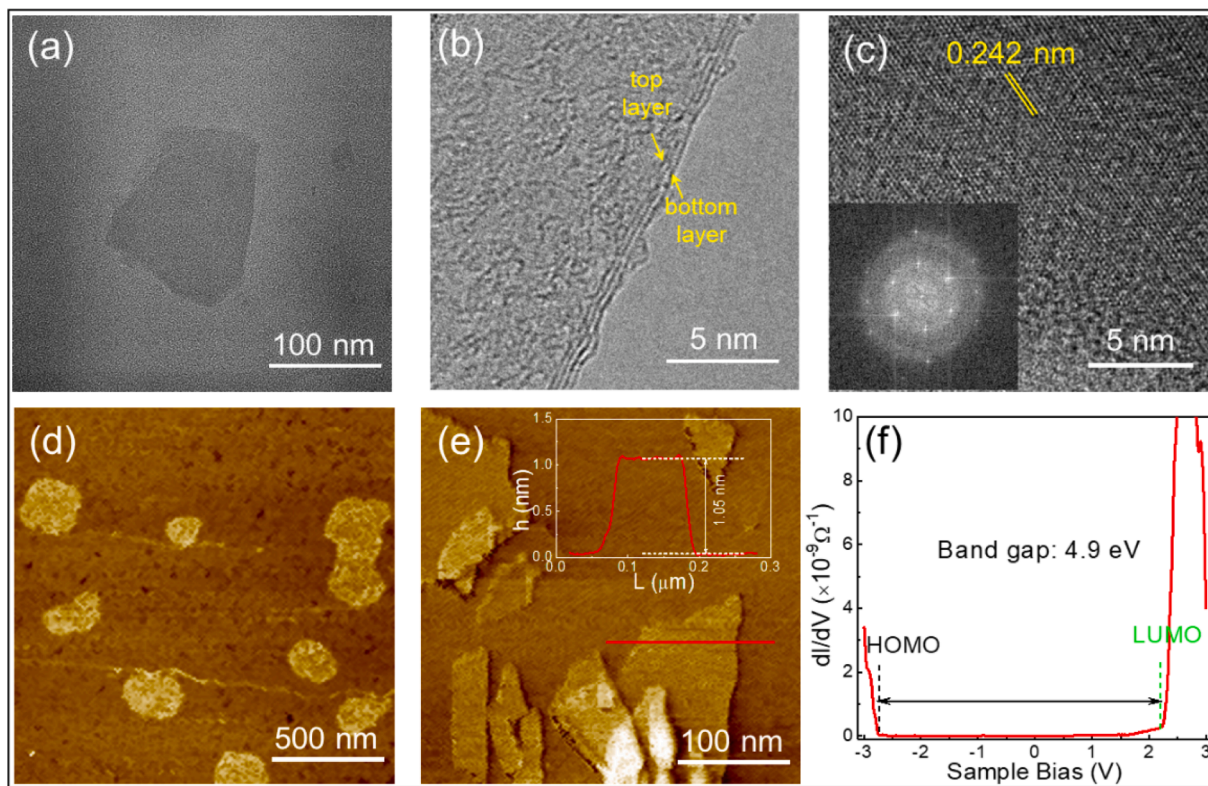 (a)
100 nm
(b)
top
layer
bottom
layer
5 nm
(c)
0.242 nm
5 nm
(d)
500 nm
(e)
1.5
1.0
0.5
0.0
h (nm)
1.05 nm
0.0 0.1 0.2 0.3
L (μm)
100 nm
(f)
10
8
6
4
2
0
dI/dV (×10⁻⁹Ω⁻¹)
Band gap: 4.9 eV
LUMO
HOMO
-3 -2 -1 0 1 2 3
Sample Bias (V)